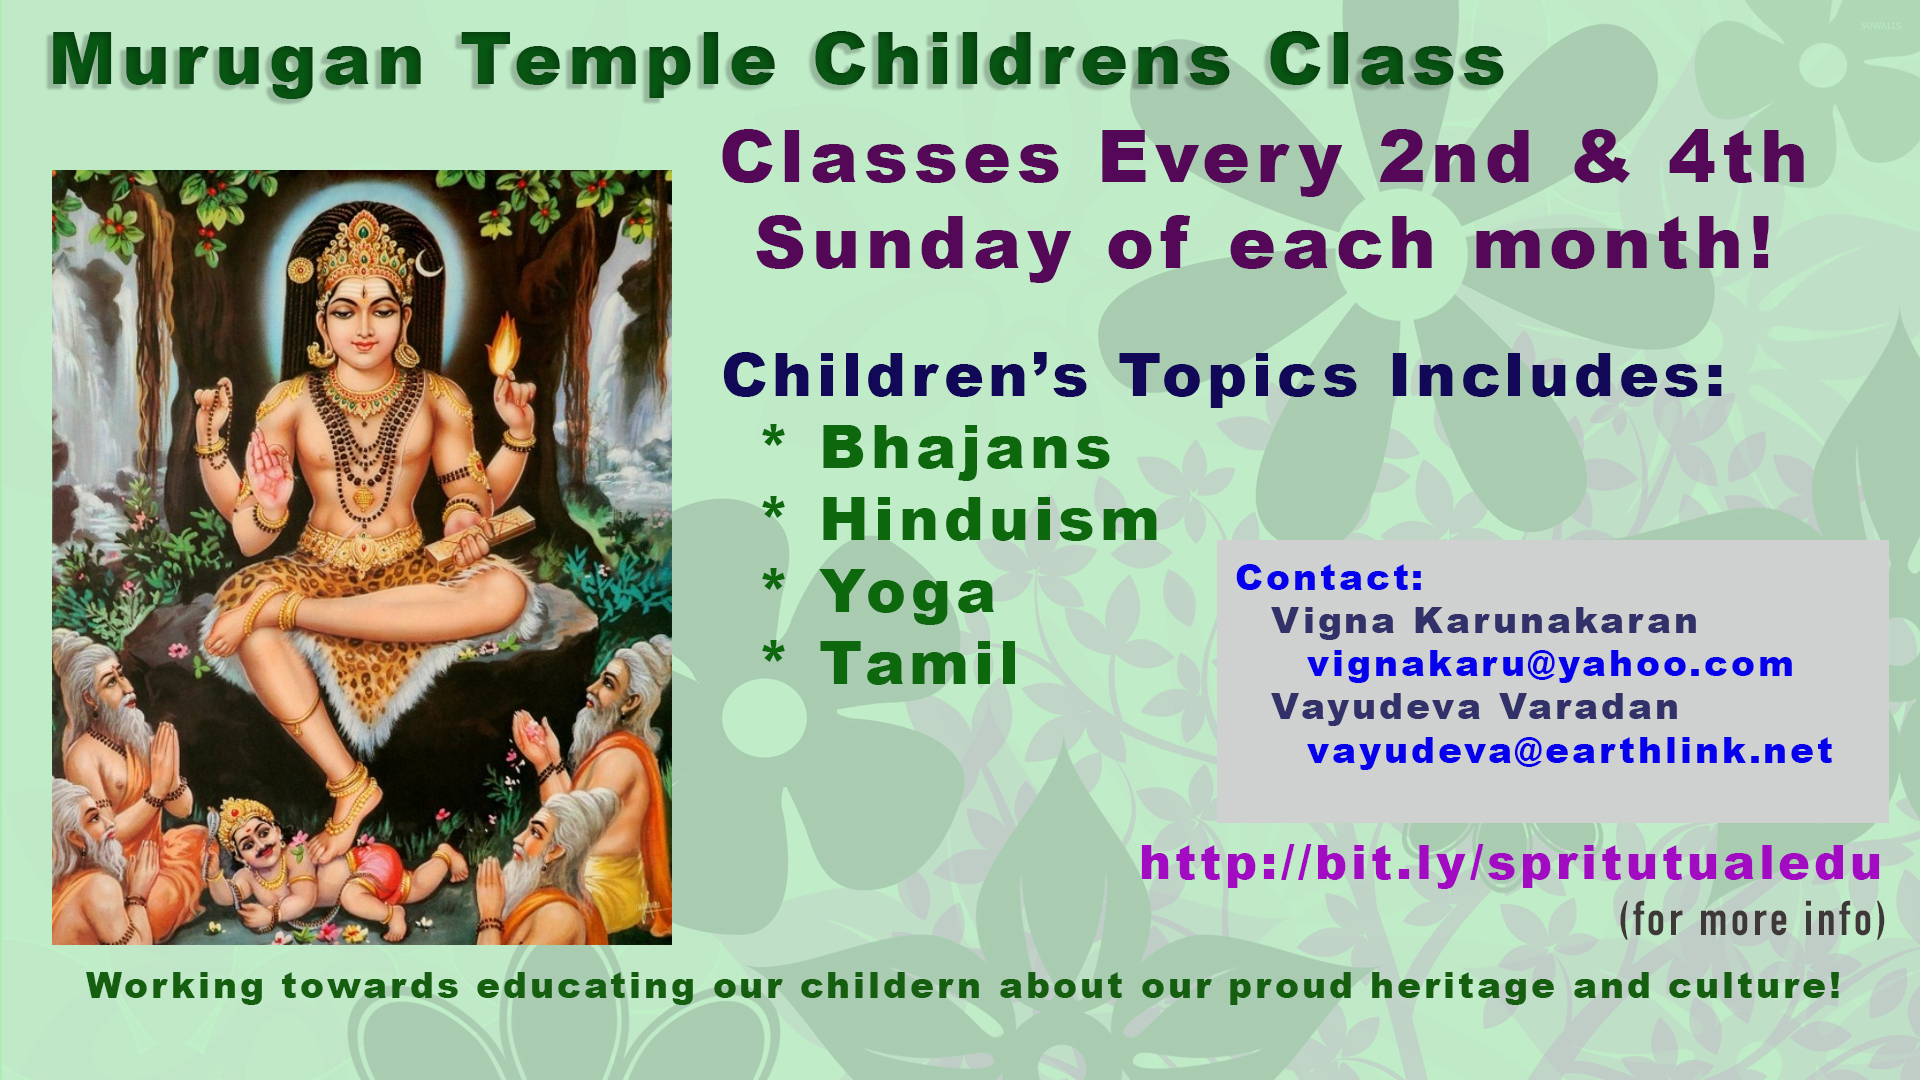 Murugan Temple Childrens Class
Classes Every 2nd & 4th
Sunday of each month!
Children’s Topics Includes:
* Bhajans
* Hinduism
* Yoga
* Tamil
Contact:
Vigna Karunakaran
vignakaru@yahoo.com
Vayudeva Varadan
vayudeva@earthlink.net
http://bit.ly/spritutualedu
(for more info)
Working towards educating our childern about our proud heritage and culture!
SUWALLS